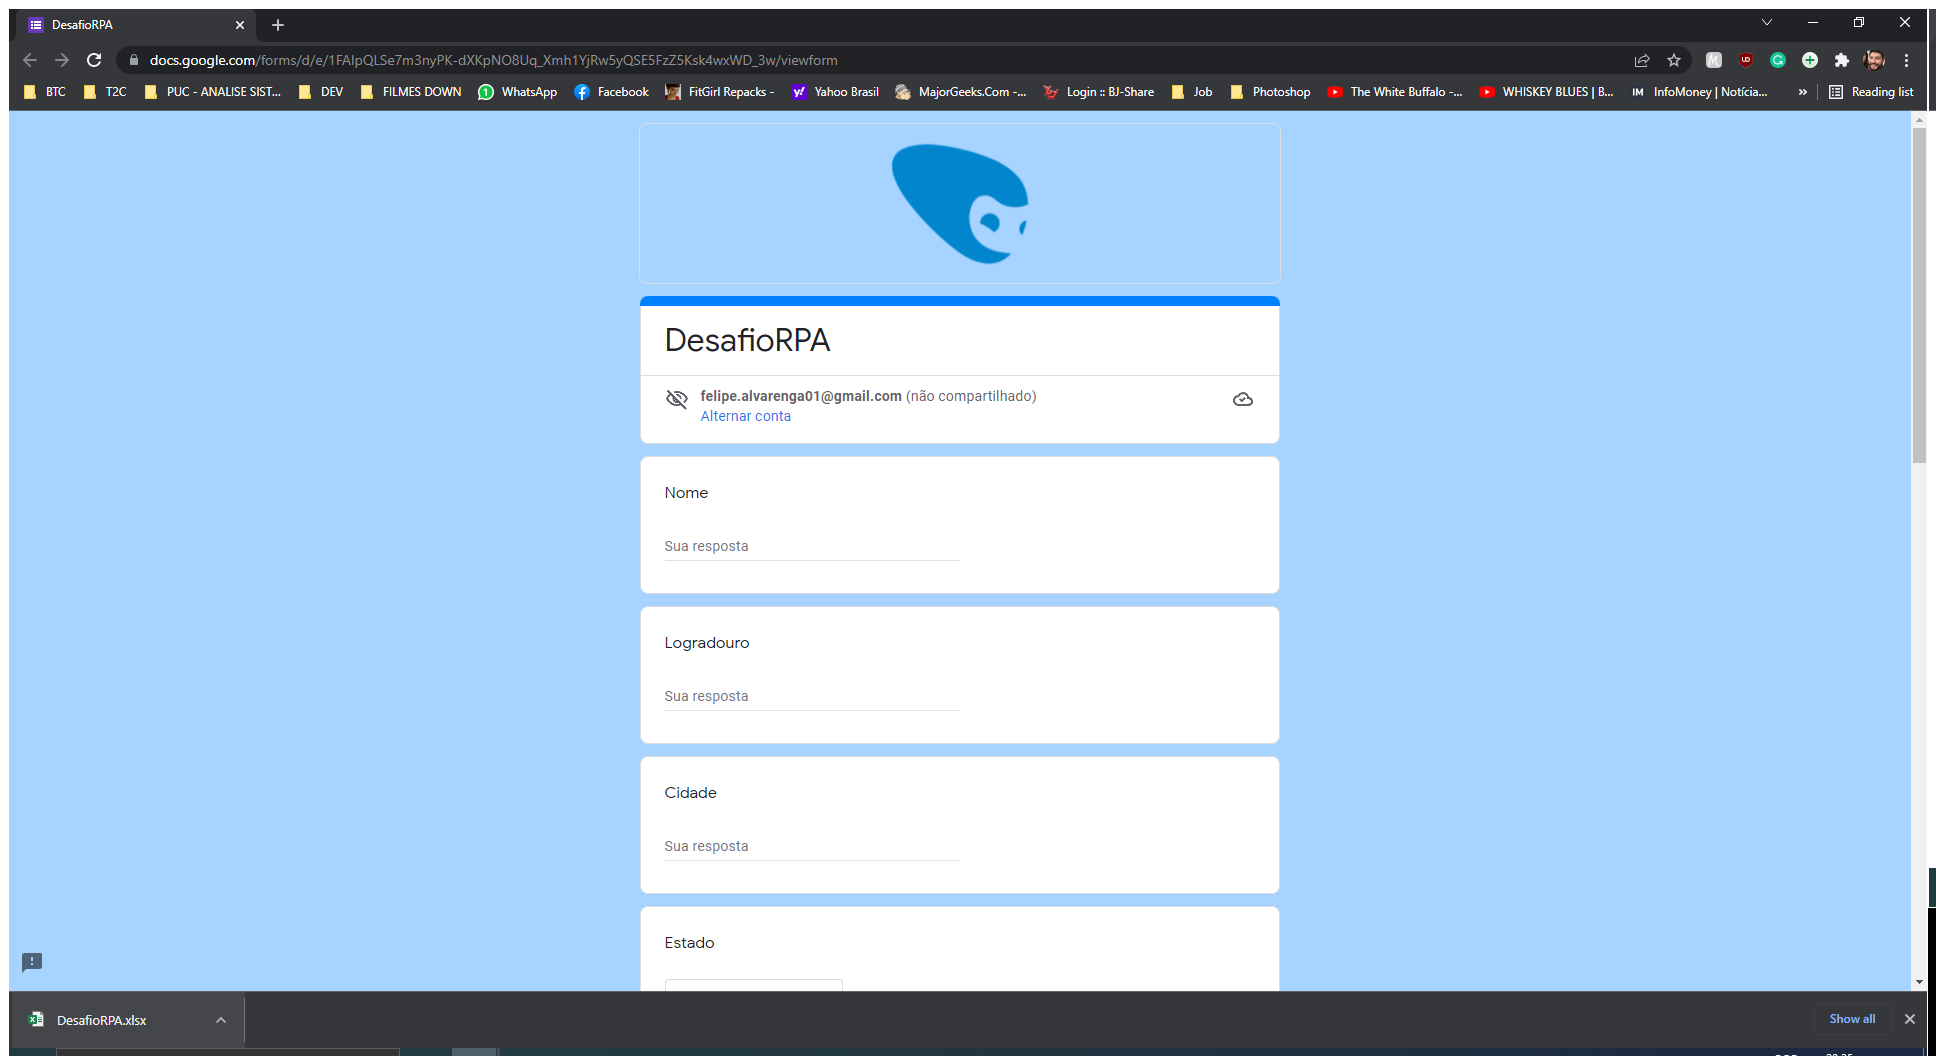 DesafioRPA
docs.google.com/forms/d/e/1FAIpQLSe7m3nyPK-dXKpNO8Uq_Xmh1YjRw5yQSE5FzZ5Ksk4wxWD_3w/viewform
BTC T2C PUC - ANALISE SIST... DEV FILMES DOWN WhatsApp Facebook FitGirl Repacks - Yahoo Brasil MajorGeeks.Com -... Login :: BJ-Share Job Photoshop The White Buffalo -... WHISKEY BLUES | B... IM InfoMoney | Notícia... » Reading list
DesafioRPA
felipe.alvarenga01@gmail.com (não compartilhado)
Alternar conta
Nome
Sua resposta
Logradouro
Sua resposta
Cidade
Sua resposta
Estado
DesafioRPA.xlsx
Show all